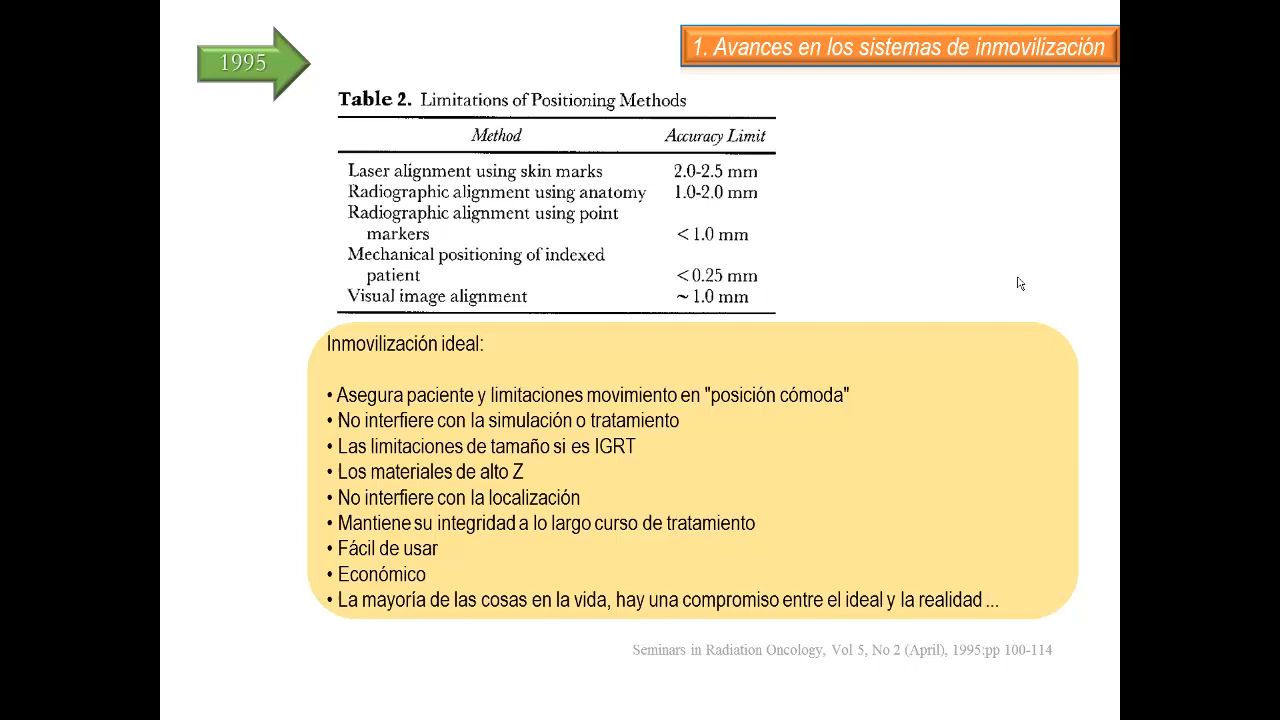 1995
1. Avances en los sistemas de inmovilización
Table 2. Limitations of Positioning Methods
Method Accuracy Limit
Laser alignment using skin marks 2.0-2.5 mm
Radiographic alignment using anatomy 1.0-2.0 mm
Radiographic alignment using point
markers <1.0 mm
Mechanical positioning of indexed
patient <0.25 mm
Visual image alignment ~1.0 mm
Inmovilización ideal:
• Asegura paciente y limitaciones movimiento en "posición cómoda"
• No interfiere con la simulación o tratamiento
• Las limitaciones de tamaño si es IGRT
• Los materiales de alto Z
• No interfiere con la localización
• Mantiene su integridad a lo largo curso de tratamiento
• Fácil de usar
• Económico
• La mayoría de las cosas en la vida, hay una compromiso entre el ideal y la realidad ...
Seminars in Radiation Oncology, Vol 5, No 2 (April), 1995:pp 100-114